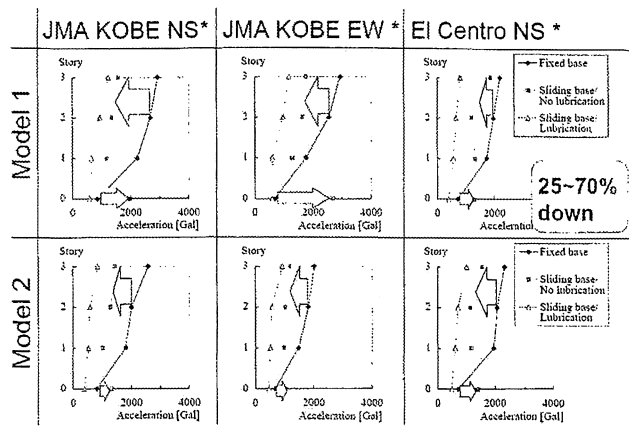 JMA KOBE NS*
JMA KOBE EW *
El Centro NS *
Model 1
Story
3
2
1
0
0
2000
4000
Acceleration [Gal]
Story
3
2
1
0
0
2000
4000
Acceleration [Gal]
Story
3
2
1
0
0
2000
Acceleration
Fixed base
Sliding base/
No lubrication
Sliding base/
Lubrication
25~70%
down
Model 2
Story
3
2
1
0
0
2000
4000
Acceleration [Gal]
Story
3
2
1
0
0
2000
4000
Acceleration [Gal]
Story
3
2
1
0
0
2000
4000
Acceleration [Gal]
Fixed base
Sliding base/
No lubrication
Sliding base/
Lubrication